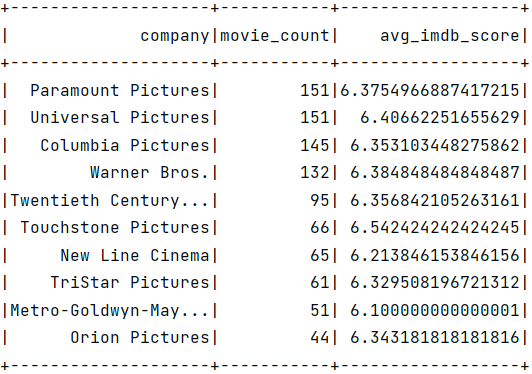 +--------------------+-----------+------------------+
|             company|movie_count|    avg_imdb_score|
+--------------------+-----------+------------------+
|  Paramount Pictures|        151|6.3754966887417215|
|  Universal Pictures|        151|  6.40662251655629|
|   Columbia Pictures|        145| 6.353103448275862|
|        Warner Bros.|        132| 6.384848484848487|
|Twentieth Century...|         95| 6.356842105263161|
| Touchstone Pictures|         66| 6.542424242424245|
|     New Line Cinema|         65| 6.213846153846156|
|    TriStar Pictures|         61| 6.329508196721312|
|Metro-Goldwyn-May...|         51| 6.100000000000001|
|      Orion Pictures|         44| 6.343181818181816|
+--------------------+-----------+------------------+